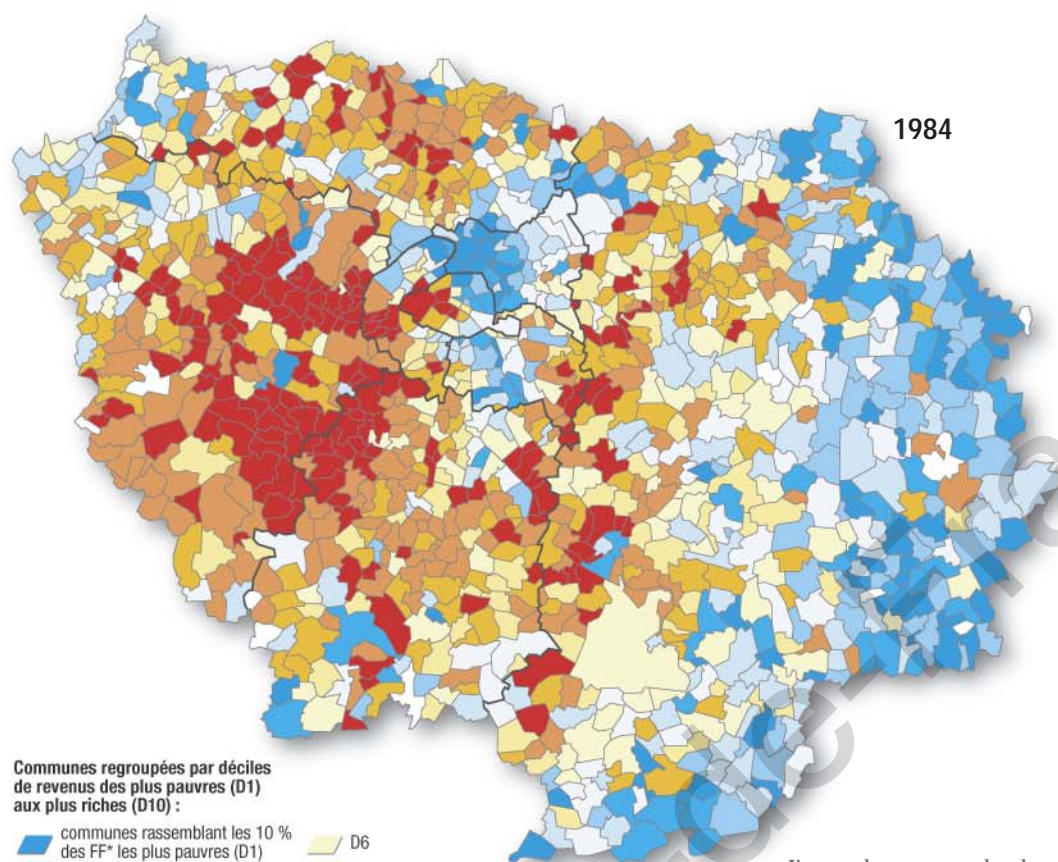 1984
Communes regroupées par déciles
de revenus des plus pauvres (D1)
aux plus riches (D10) :
communes rassemblant les 10 %
des FF* les plus pauvres (D1)
D6